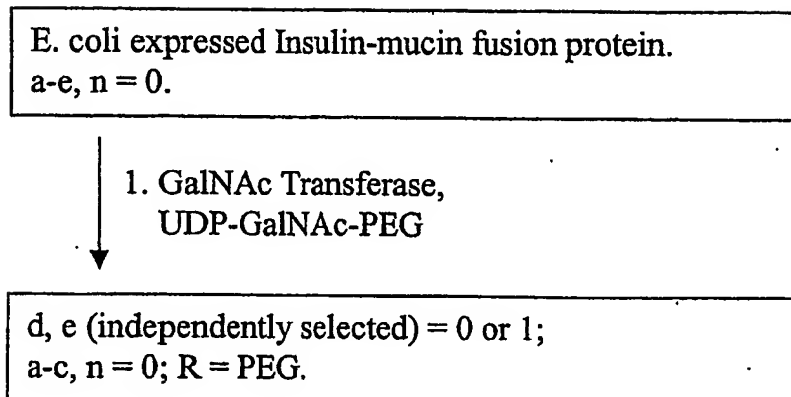 E. coli expressed Insulin-mucin fusion protein.
a-e, n = 0.
1. GalNAc Transferase,
UDP-GalNAc-PEG
d, e (independently selected) = 0 or 1;
a-c, n = 0; R = PEG.